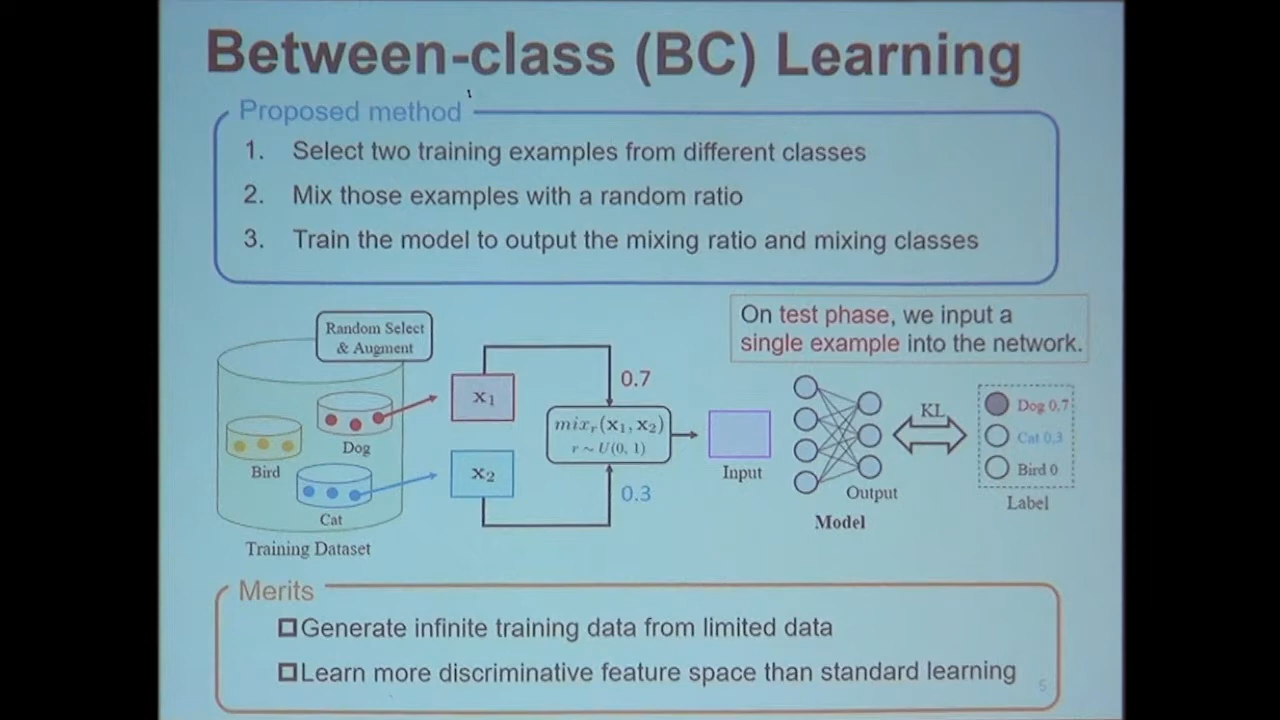 Between-class (BC) Learning
Proposed method
1. Select two training examples from different classes
2. Mix those examples with a random ratio
3. Train the model to output the mixing ratio and mixing classes
On test phase, we input a
single example into the network.
Random Select
& Augment
Bird
Dog
Cat
Training Dataset
x₁
x₂
0.7
mixᵣ(x₁, x₂)
r ~ U(0, 1)
0.3
Input
Output
Model
KL
Dog 0.7
Cat 0.3
Bird 0
Label
Merits
Generate infinite training data from limited data
Learn more discriminative feature space than standard learning
5